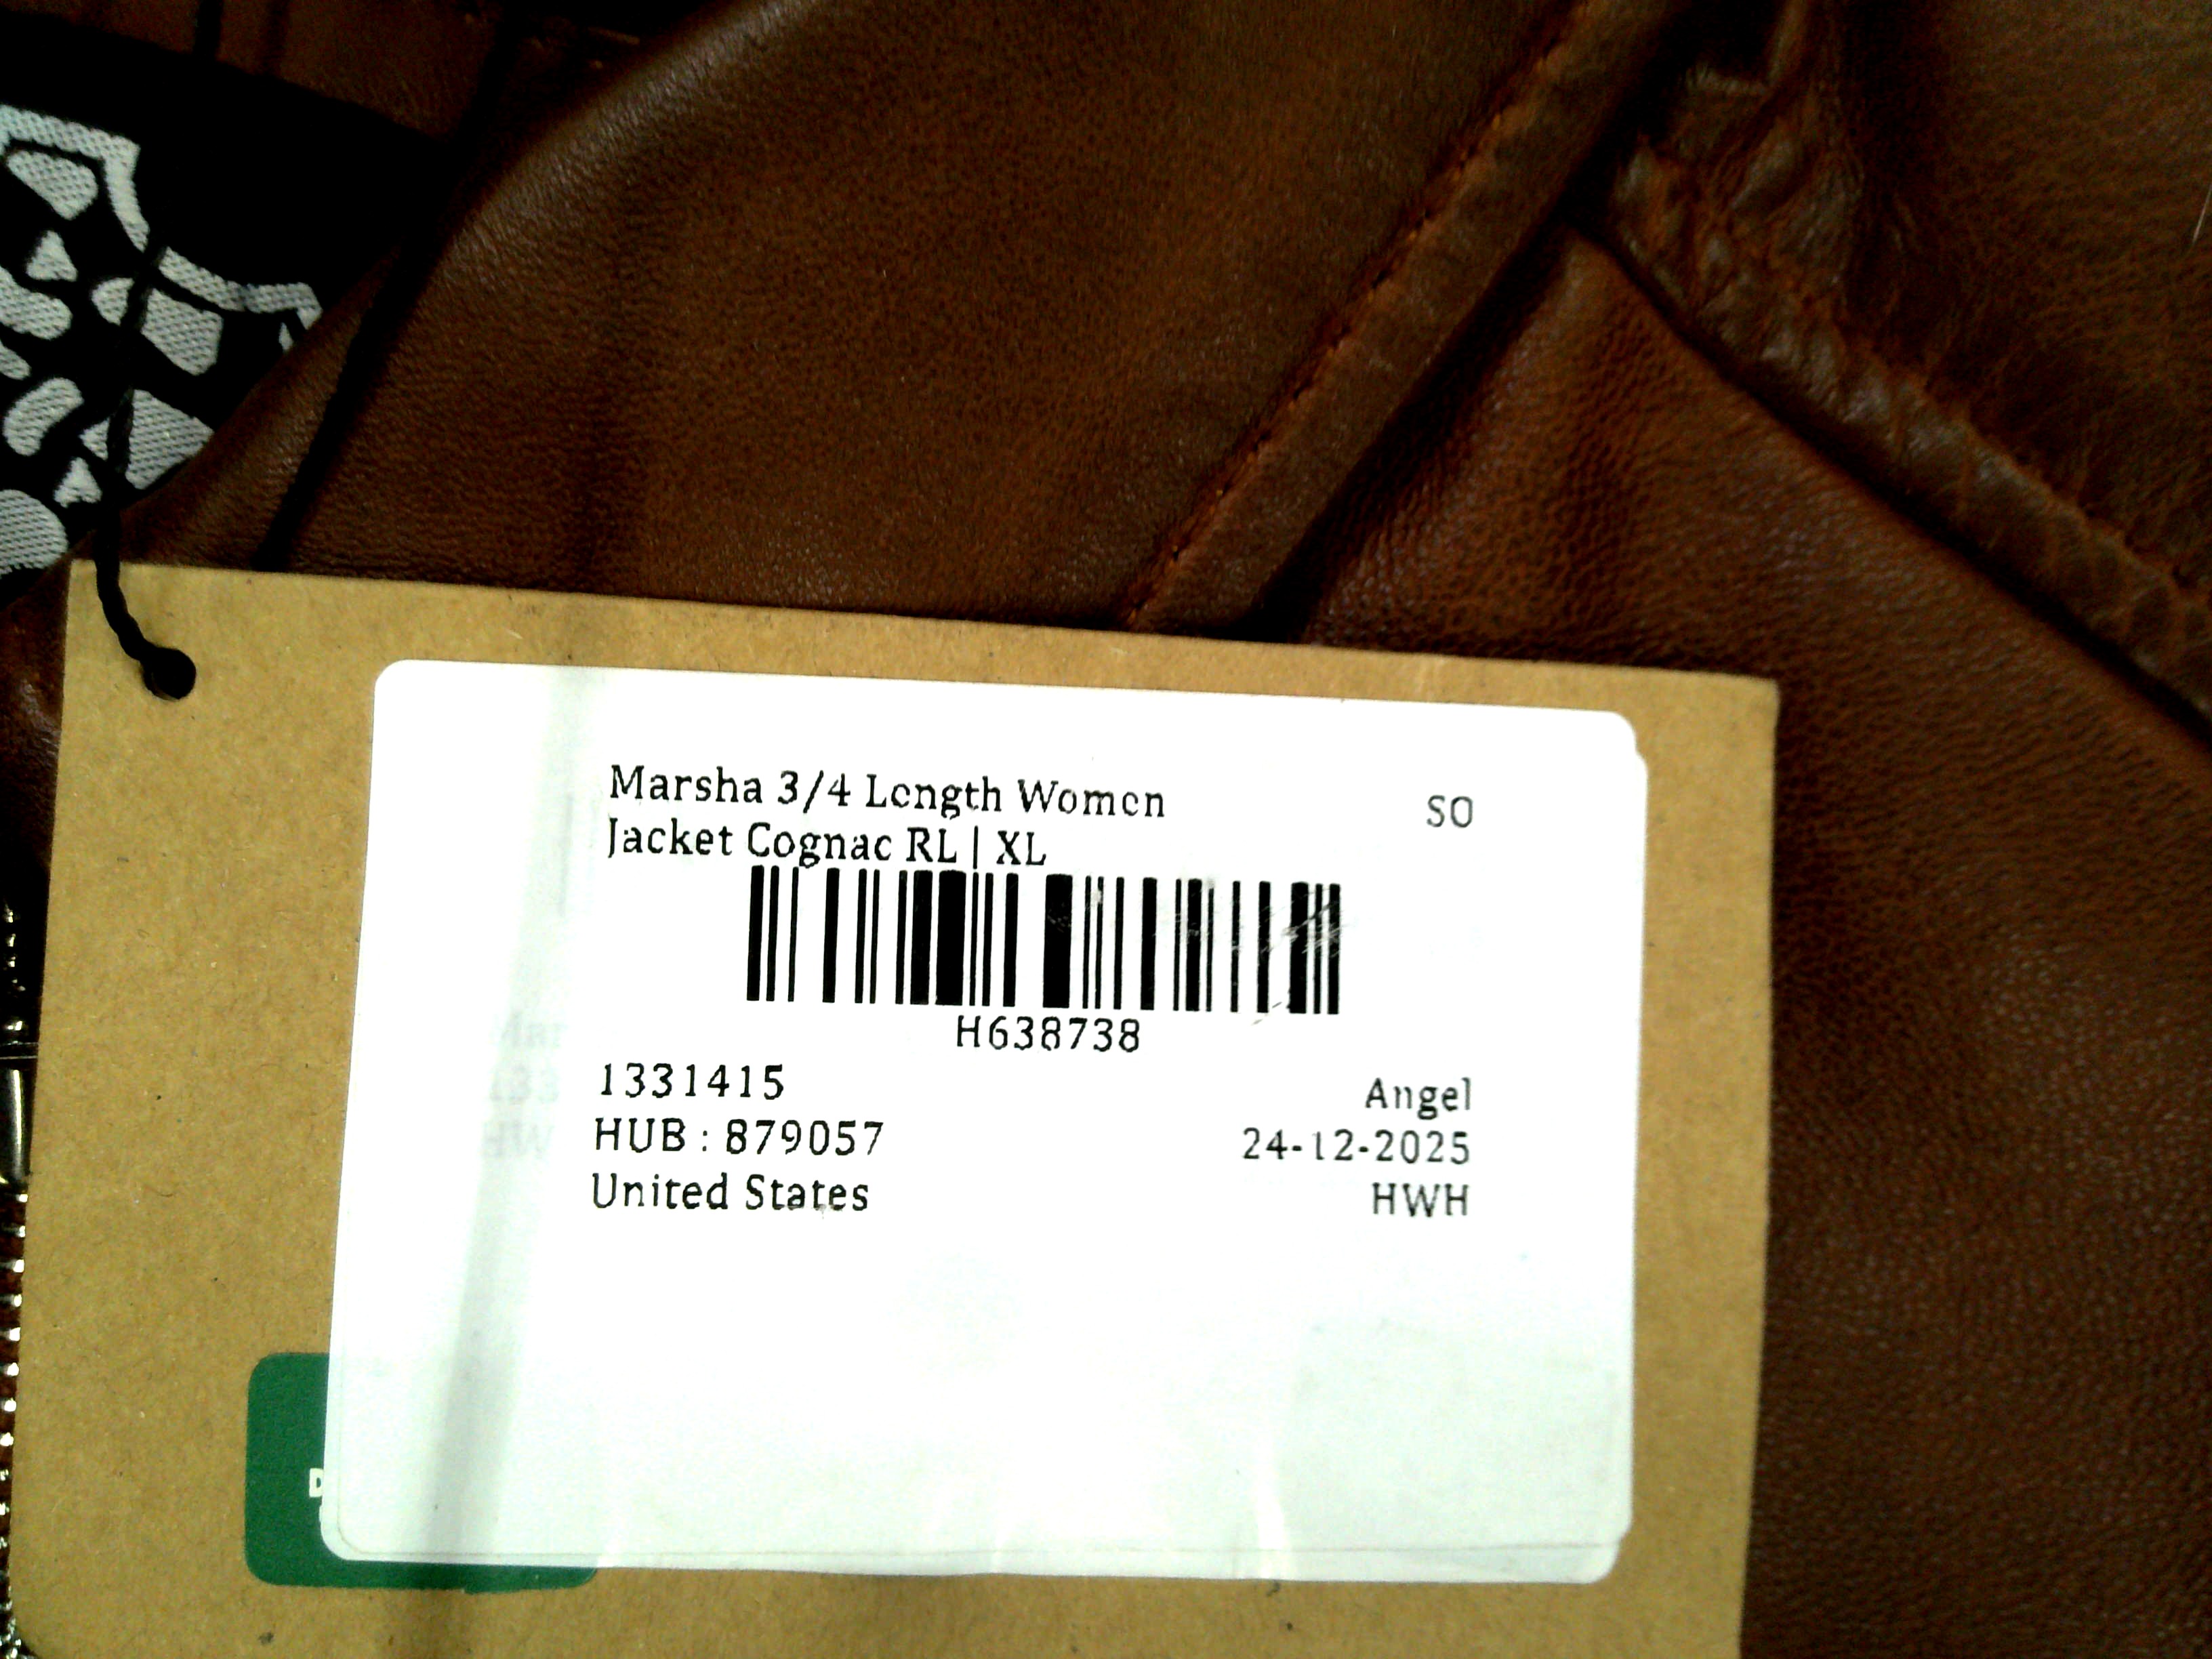 Marsha 3/4 Length Women SO
Jacket Cognac RL | XL
H638738
1331415 Angel
HUB : 879057 24-12-2025
United States HWH